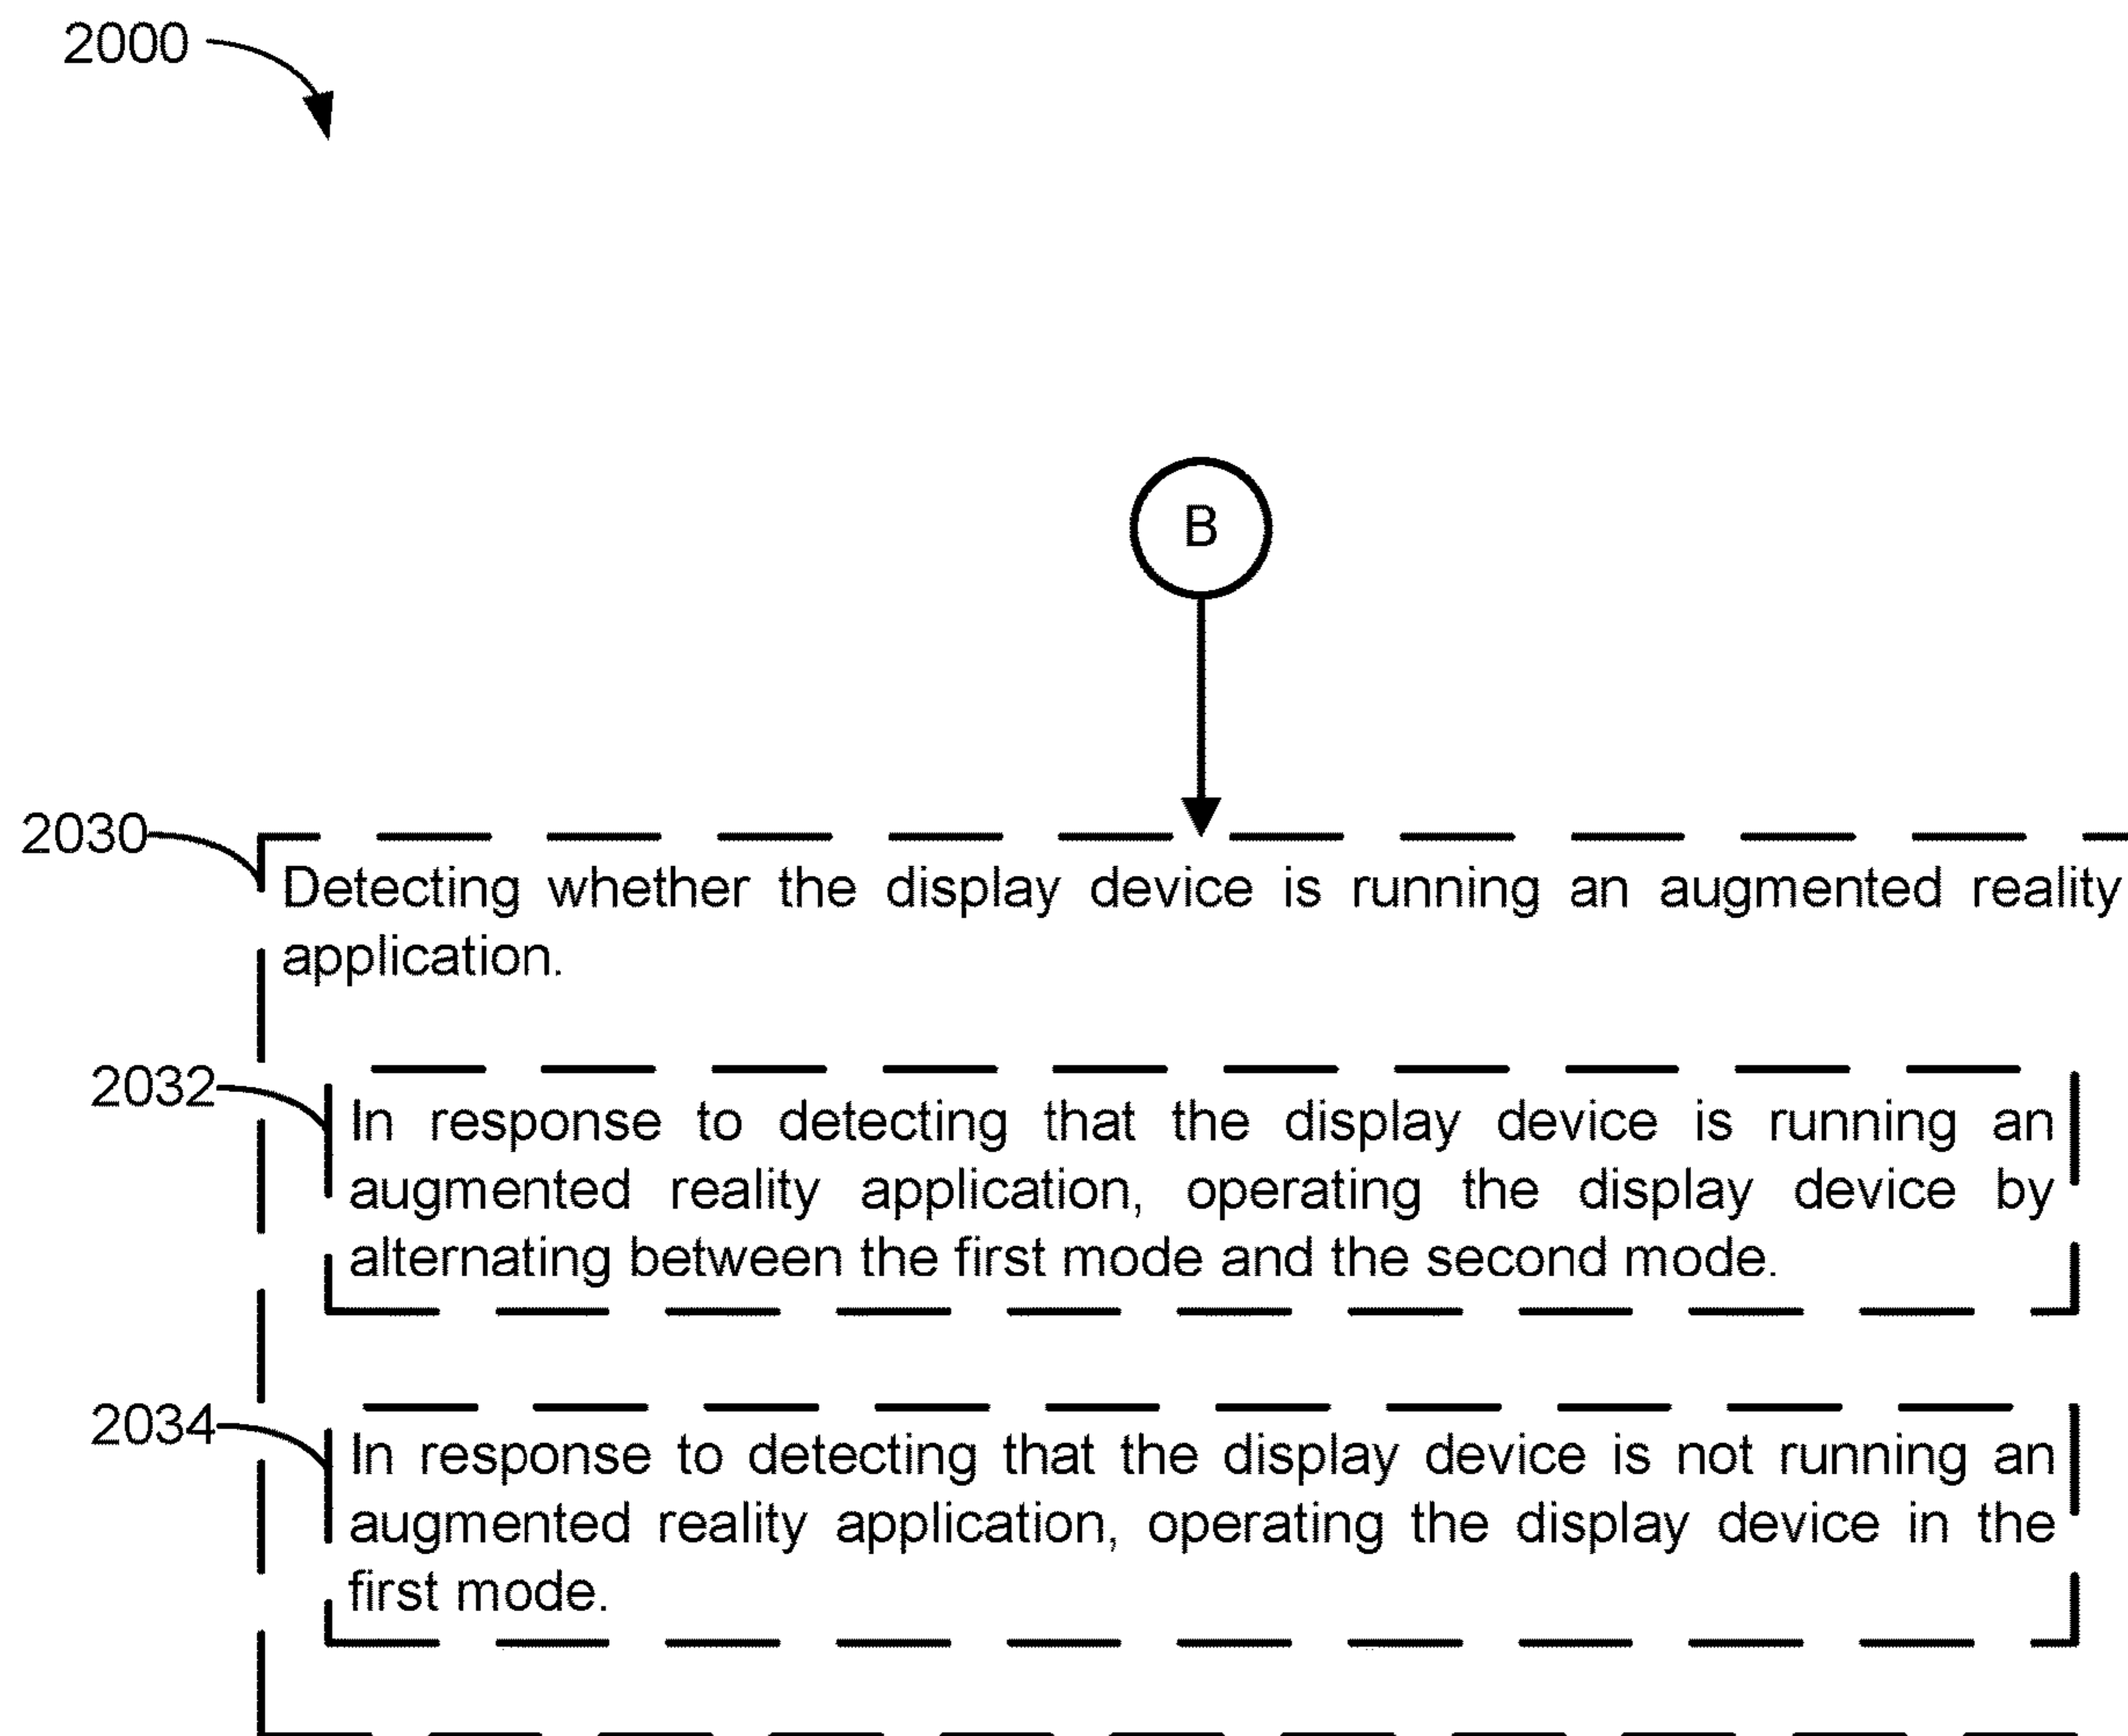 2000
B
2030
Detecting whether the display device is running an augmented reality
application.
2032
In response to detecting that the display device is running an
augmented reality application, operating the display device by
alternating between the first mode and the second mode.
2034
In response to detecting that the display device is not running an
augmented reality application, operating the display device in the
first mode.